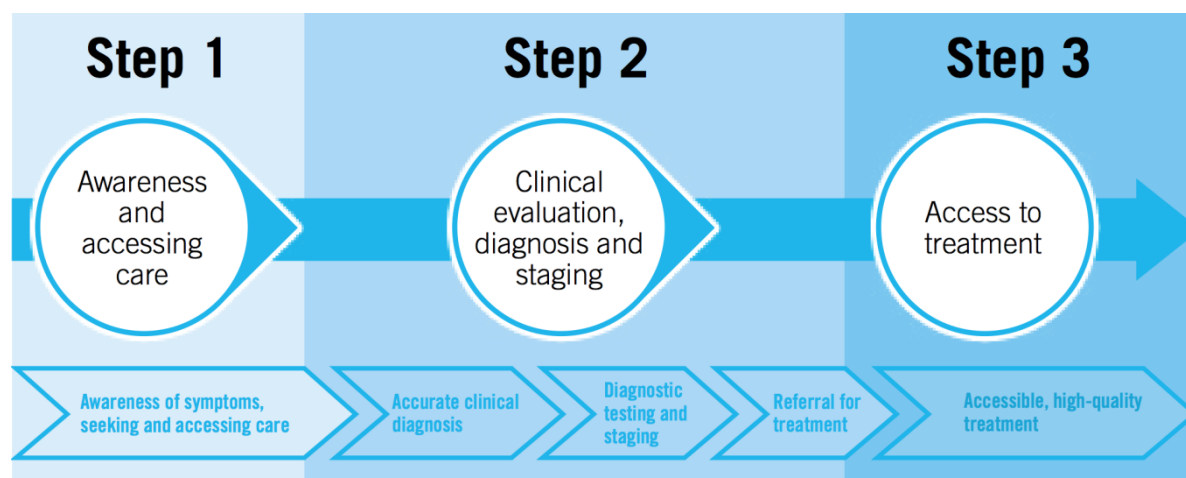 Step 1
Step 2
Step 3
Awareness
and
accessing
care
Clinical
evaluation,
diagnosis and
staging
Access to
treatment
Awareness of symptoms,
seeking and accessing care
Accurate clinical
diagnosis
Diagnostic
testing and
staging
Referral for
treatment
Accessible, high-quality
treatment